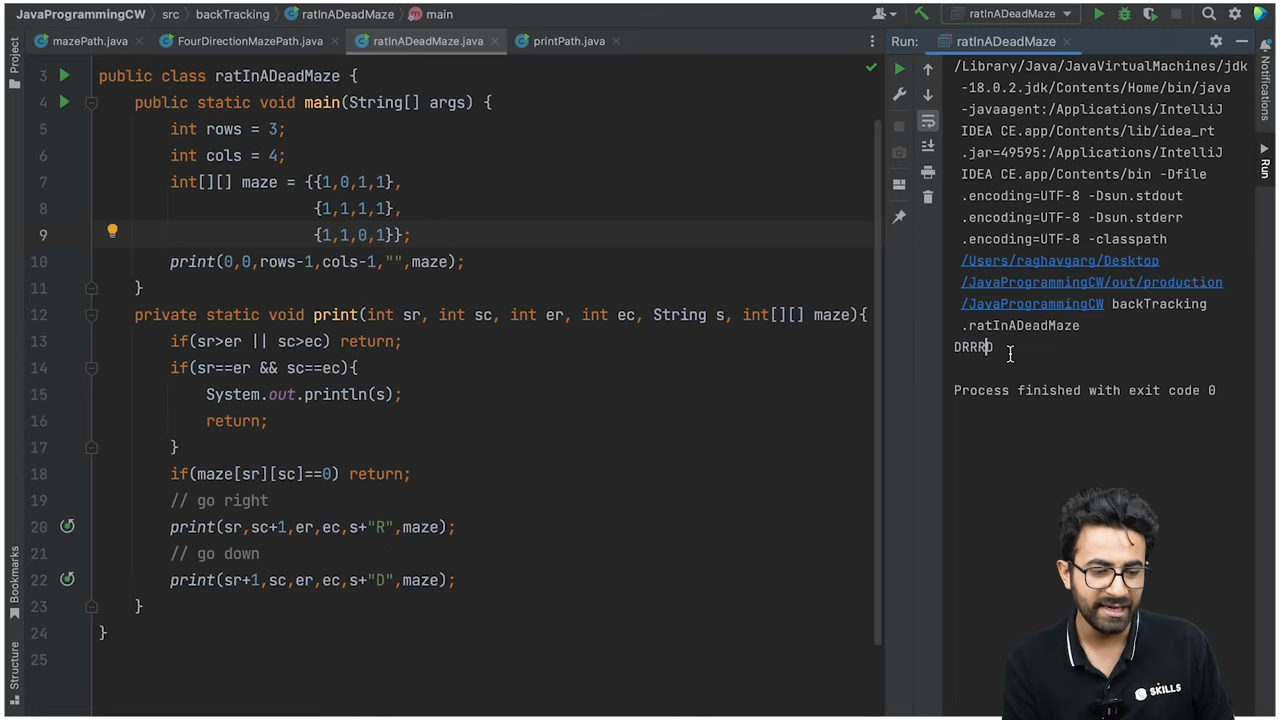 JavaProgrammingCW > src > backTracking > ratInADeadMaze > main
ratInADeadMaze
mazePath.java
FourDirectionMazePath.java
ratInADeadMaze.java
printPath.java
Run: ratInADeadMaze
Project
Bookmarks
Structure
Notifications
Run
3 public class ratInADeadMaze {
4 public static void main(String[] args) {
5 int rows = 3;
6 int cols = 4;
7 int[][] maze = {{1,0,1,1},
8 {1,1,1,1},
9 {1,1,0,1}};
10 print(0,0,rows-1,cols-1,"",maze);
11 }
12 private static void print(int sr, int sc, int er, int ec, String s, int[][] maze){
13 if(sr>er || sc>ec) return;
14 if(sr==er && sc==ec){
15 System.out.println(s);
16 return;
17 }
18 if(maze[sr][sc]==0) return;
19 // go right
20 print(sr,sc+1,er,ec,s+"R",maze);
21 // go down
22 print(sr+1,sc,er,ec,s+"D",maze);
23 }
24 }
25
/Library/Java/JavaVirtualMachines/jdk
-18.0.2.jdk/Contents/Home/bin/java
-javaagent:/Applications/IntelliJ
IDEA CE.app/Contents/lib/idea_rt
.jar=49595:/Applications/IntelliJ
IDEA CE.app/Contents/bin -Dfile
.encoding=UTF-8 -Dsun.stdout
.encoding=UTF-8 -Dsun.stderr
.encoding=UTF-8 -classpath
/Users/raghavgarg/Desktop
/JavaProgrammingCW/out/production
/JavaProgrammingCW backTracking
.ratInADeadMaze
DRRRD
Process finished with exit code 0
SKILLS